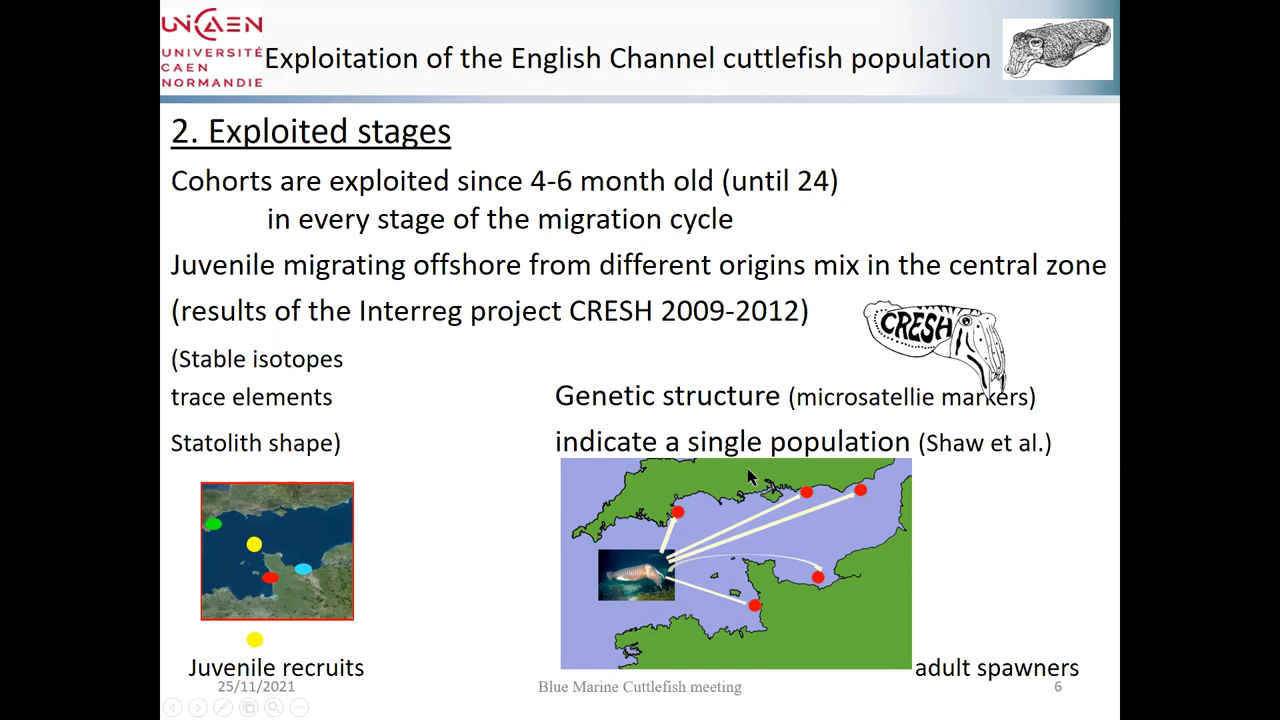 UNICAEN
UNIVERSITÉ
CAEN
NORMANDIE
Exploitation of the English Channel cuttlefish population
2. Exploited stages
Cohorts are exploited since 4-6 month old (until 24)
in every stage of the migration cycle
Juvenile migrating offshore from different origins mix in the central zone
(results of the Interreg project CRESH 2009-2012)
CRESH
(Stable isotopes
trace elements
Statolith shape)
Genetic structure (microsatellie markers)
indicate a single population (Shaw et al.)
Juvenile recruits
adult spawners
25/11/2021
Blue Marine Cuttlefish meeting
6